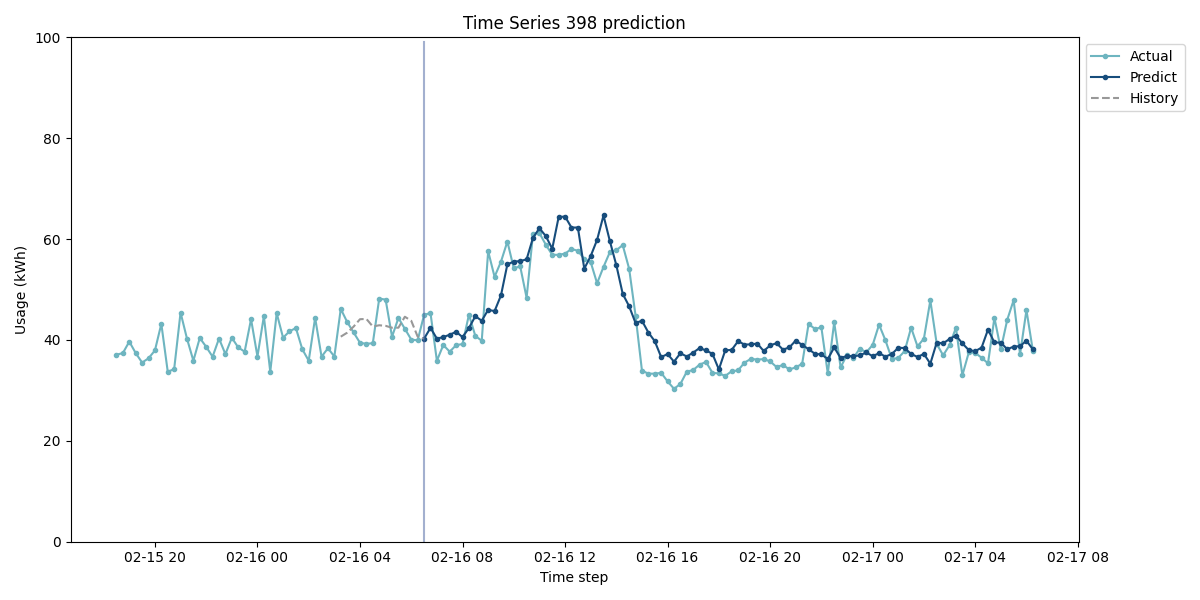 Time Series 398 prediction
Usage (kWh)
100
80
60
40
20
0
02-15 20
02-16 00
02-16 04
02-16 08
02-16 12
02-16 16
02-16 20
02-17 00
02-17 04
02-17 08
Time step
Actual
Predict
History